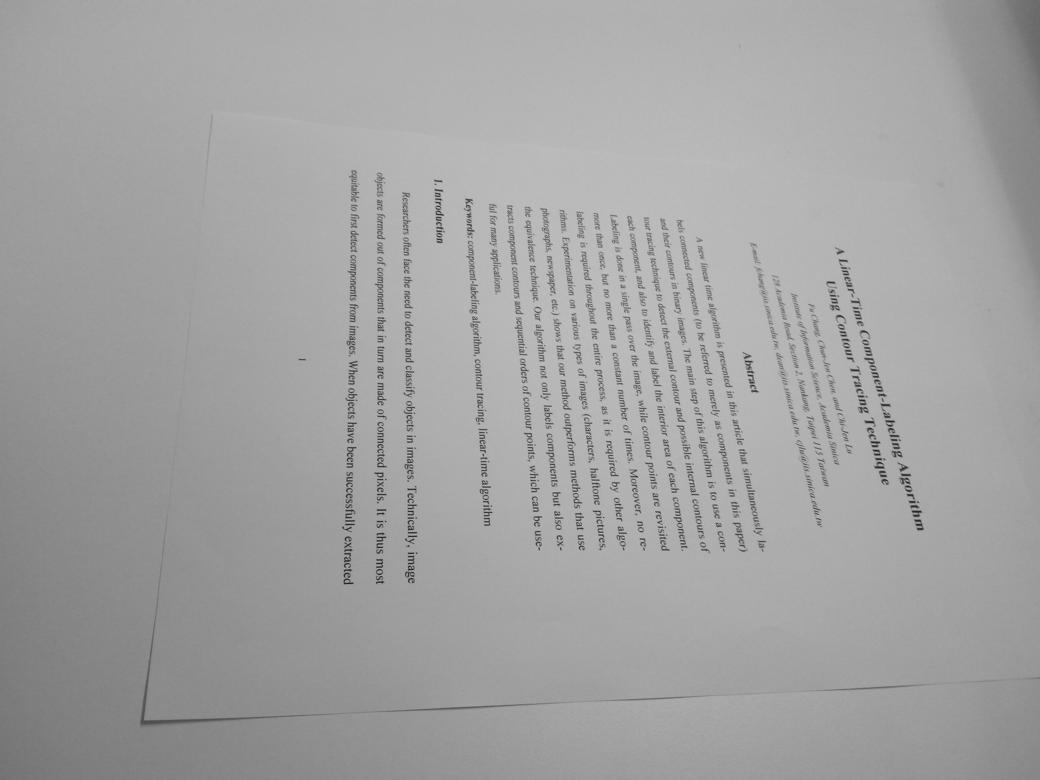 A Linear-Time Component-Labeling Algorithm
Using Contour Tracing Technique
Fu Chang, Chun-Jen Chen, and Chi-Jen Lu
Institute of Information Science, Academia Sinica
128 Academia Road, Section 2, Nankang, Taipei 115 Taiwan
E-mail: fchang@iis.sinica.edu.tw, dean@iis.sinica.edu.tw, cjlu@iis.sinica.edu.tw
Abstract
A new linear time algorithm is presented in this article that simultaneously la-
bels connected components (to be referred to merely as components in this paper)
and their contours in binary images. The main step of this algorithm is to use a con-
tour tracing technique to detect the external contour and possible internal contours of
each component, and also to identify and label the interior area of each component.
Labeling is done in a single pass over the image, while contour points are revisited
more than once, but no more than a constant number of times. Moreover, no re-
labeling is required throughout the entire process, as it is required by other algo-
rithms. Experimentation on various types of images (characters, halftone pictures,
photographs, newspaper, etc.) shows that our method outperforms methods that use
the equivalence technique. Our algorithm not only labels components but also ex-
tracts component contours and sequential orders of contour points, which can be use-
ful for many applications.
Keywords: component-labeling algorithm, contour tracing, linear-time algorithm
1. Introduction
Researchers often face the need to detect and classify objects in images. Technically, image
objects are formed out of components that in turn are made of connected pixels. It is thus most
equitable to first detect components from images. When objects have been successfully extracted
1